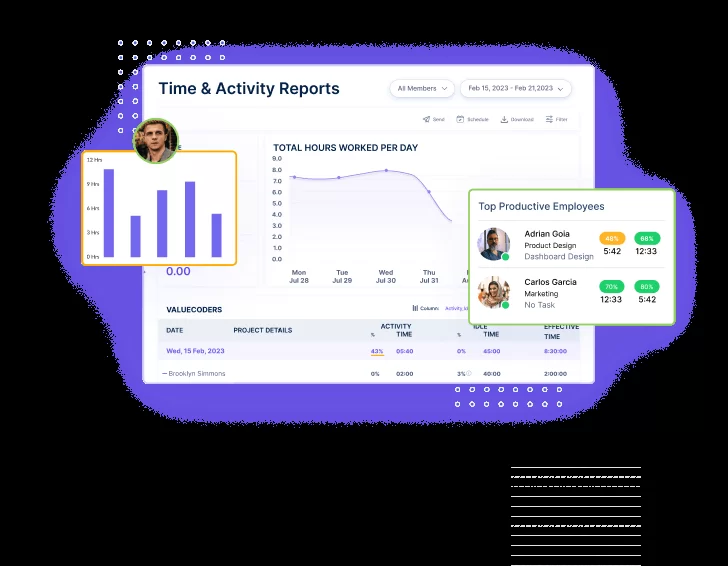 Time & Activity Reports
All Members
Feb 15, 2023 - Feb 21,2023
Send
Schedule
Download
Filter
12 Hrs
9 Hrs
6 Hrs
3 Hrs
0 Hrs
0.00
TOTAL HOURS WORKED PER DAY
9.0
8.0
7.0
6.0
5.0
4.0
3.0
2.0
1.0
0.0
Mon Tue Wed Thu
Jul 28 Jul 29 Jul 30 Jul 31
Top Productive Employees
Adrian Goia
Product Design
Dashboard Design
48% 68%
5:42 12:33
Carlos Garcia
Marketing
No Task
70% 80%
12:33 5:42
VALUECODERS
Column:
DATE PROJECT DETAILS ACTIVITY IDLE EFFECTIVE
% TIME % TIME TIME
Wed, 15 Feb, 2023 43% 05:40 0% 45:00 8:30:00
— Brooklyn Simmons 0% 02:00 3% 40:00 2:00:00